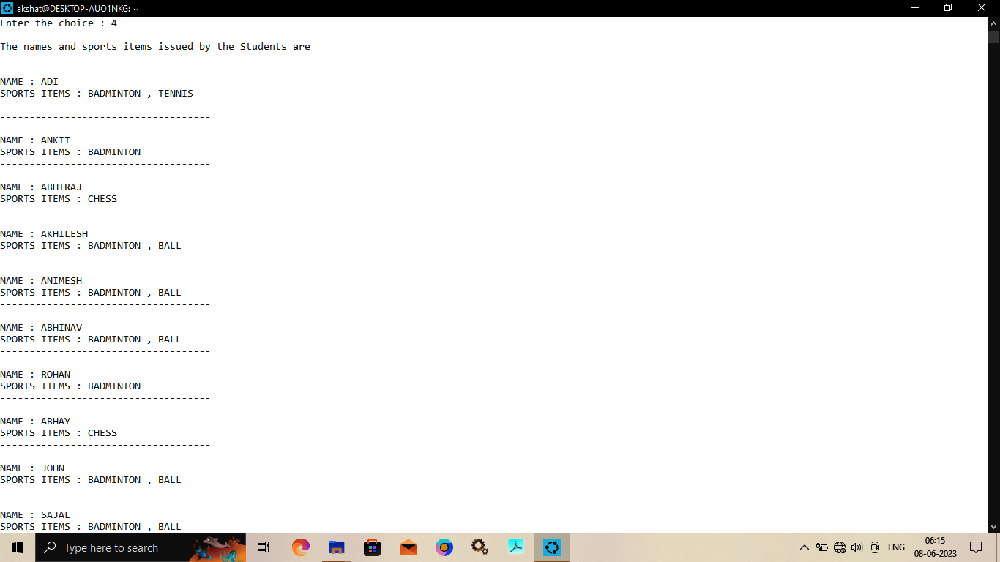 akshat@DESKTOP-AUO1NKG: ~
Enter the choice : 4
The names and sports items issued by the Students are
------------------------------------
NAME : ADI
SPORTS ITEMS : BADMINTON , TENNIS
------------------------------------
NAME : ANKIT
SPORTS ITEMS : BADMINTON
------------------------------------
NAME : ABHIRAJ
SPORTS ITEMS : CHESS
------------------------------------
NAME : AKHILESH
SPORTS ITEMS : BADMINTON , BALL
------------------------------------
NAME : ANIMESH
SPORTS ITEMS : BADMINTON , BALL
------------------------------------
NAME : ABHINAV
SPORTS ITEMS : BADMINTON , BALL
------------------------------------
NAME : ROHAN
SPORTS ITEMS : BADMINTON
------------------------------------
NAME : ABHAY
SPORTS ITEMS : CHESS
------------------------------------
NAME : JOHN
SPORTS ITEMS : BADMINTON , BALL
------------------------------------
NAME : SAJAL
SPORTS ITEMS : BADMINTON , BALL
Type here to search
ENG
06:15
08-06-2023